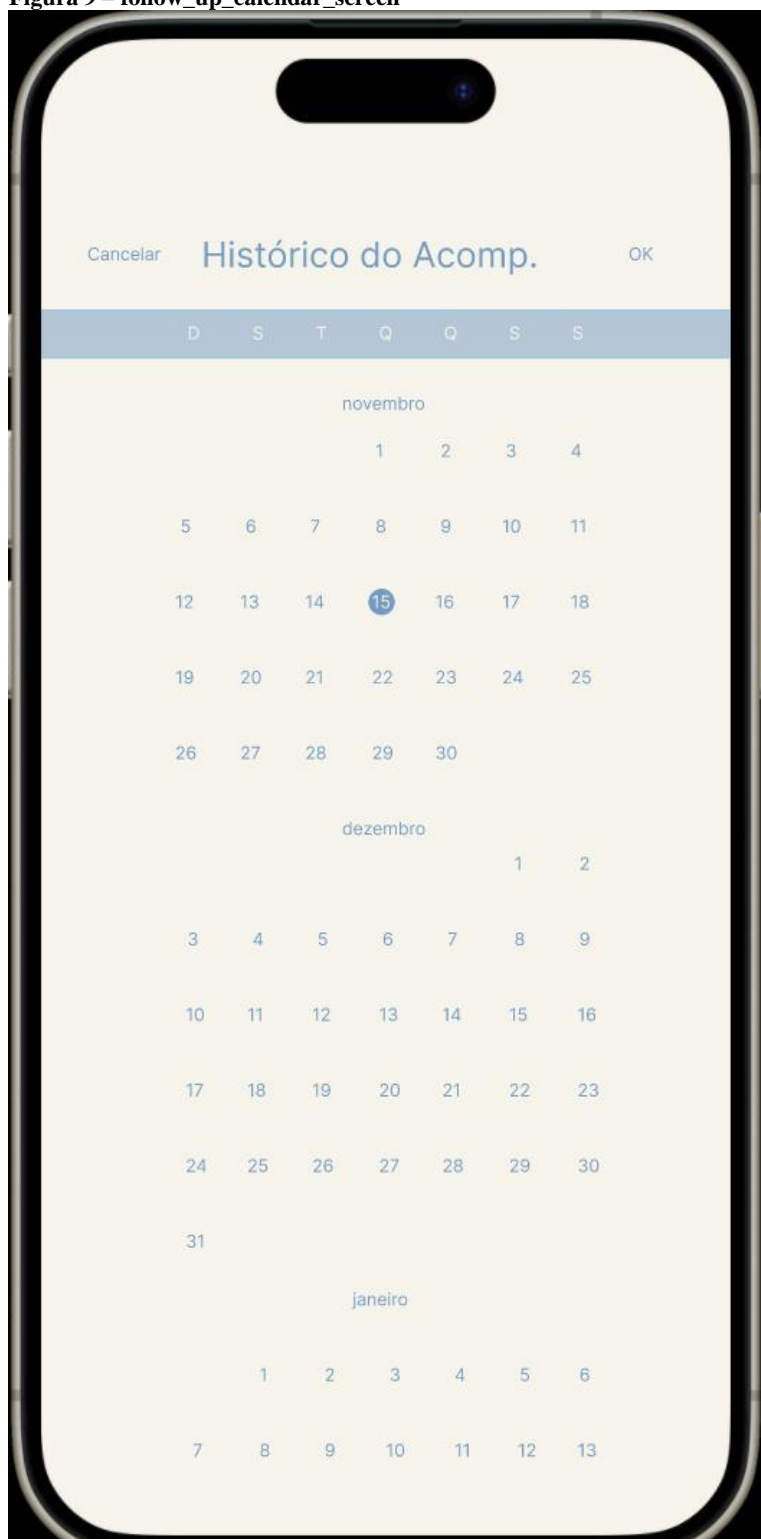 Figura 9 – follow_up_calendar_screen
Cancelar Histórico do Acomp. OK
D S T Q Q S S
novembro
1 2 3 4
5 6 7 8 9 10 11
12 13 14 15 16 17 18
19 20 21 22 23 24 25
26 27 28 29 30
dezembro
1 2
3 4 5 6 7 8 9
10 11 12 13 14 15 16
17 18 19 20 21 22 23
24 25 26 27 28 29 30
31
janeiro
1 2 3 4 5 6
7 8 9 10 11 12 13